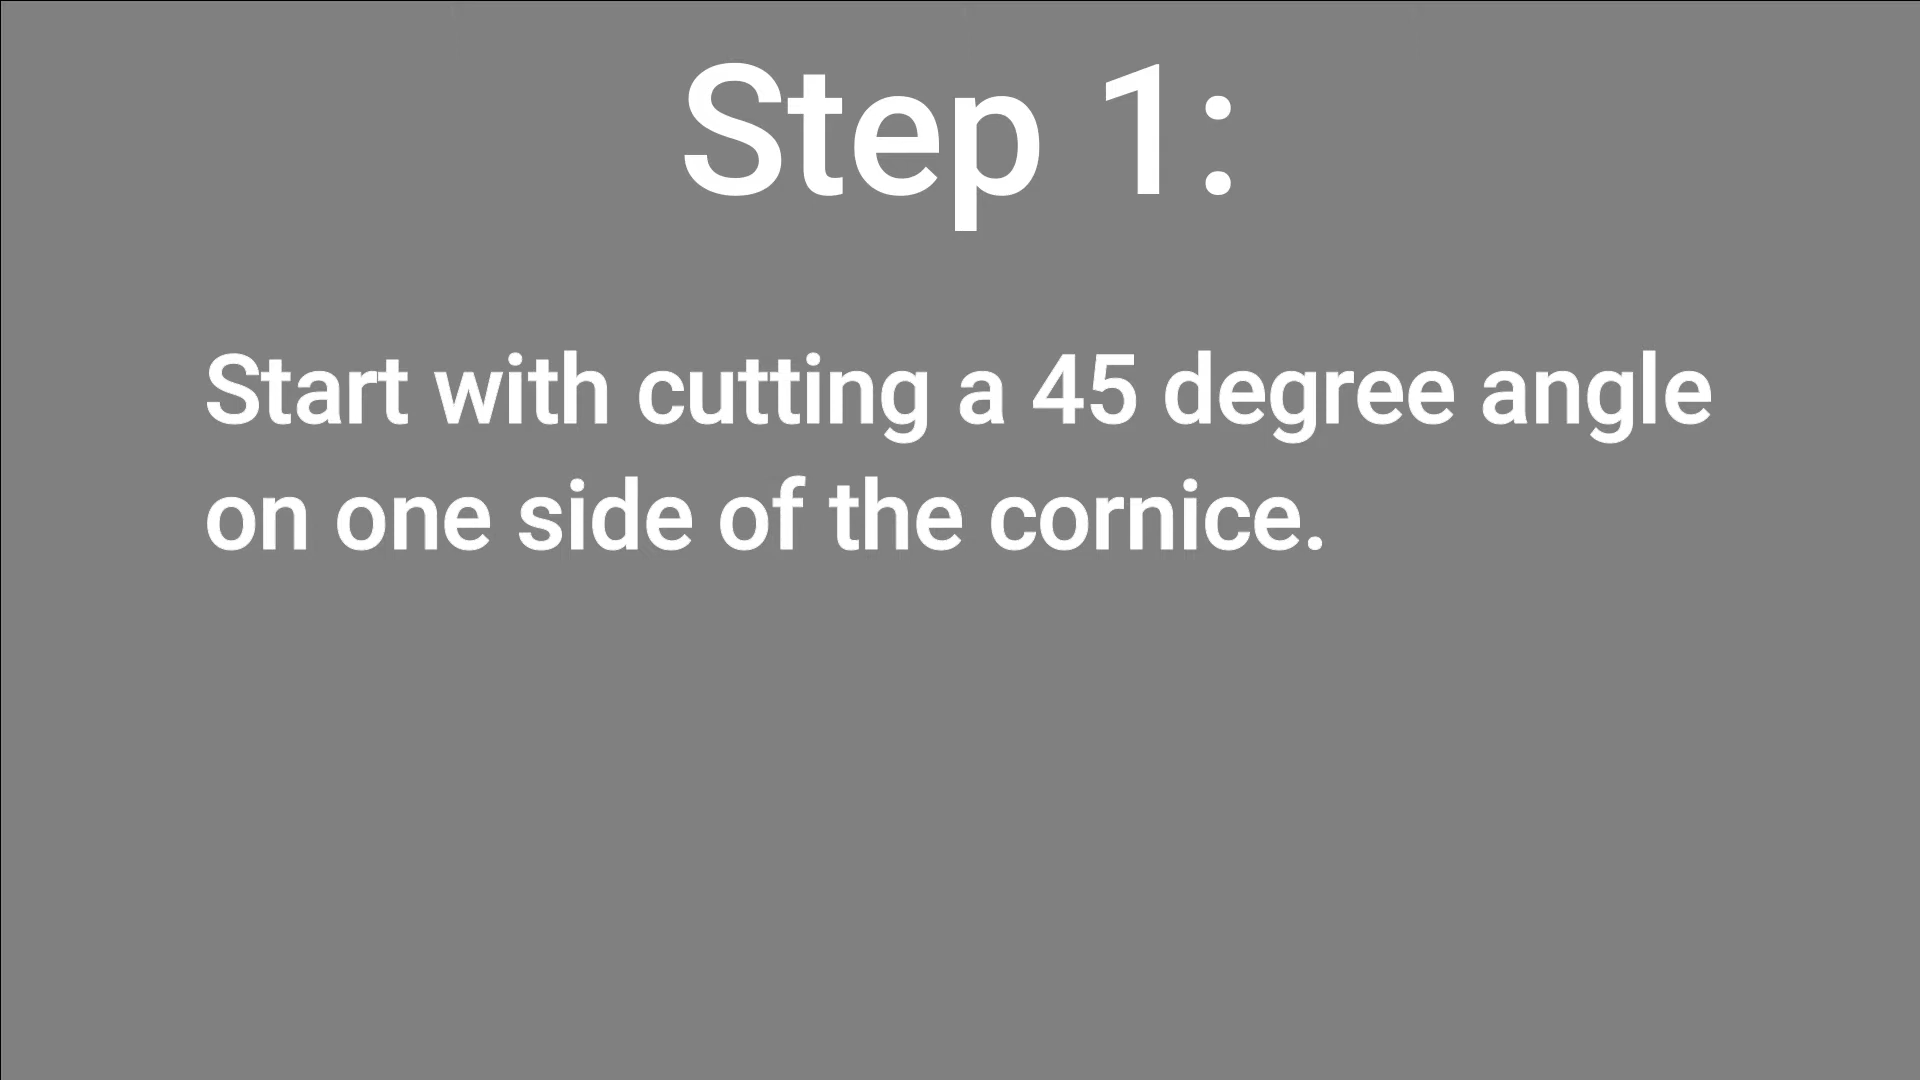 Step 1:
Start with cutting a 45 degree angle
on one side of the cornice.